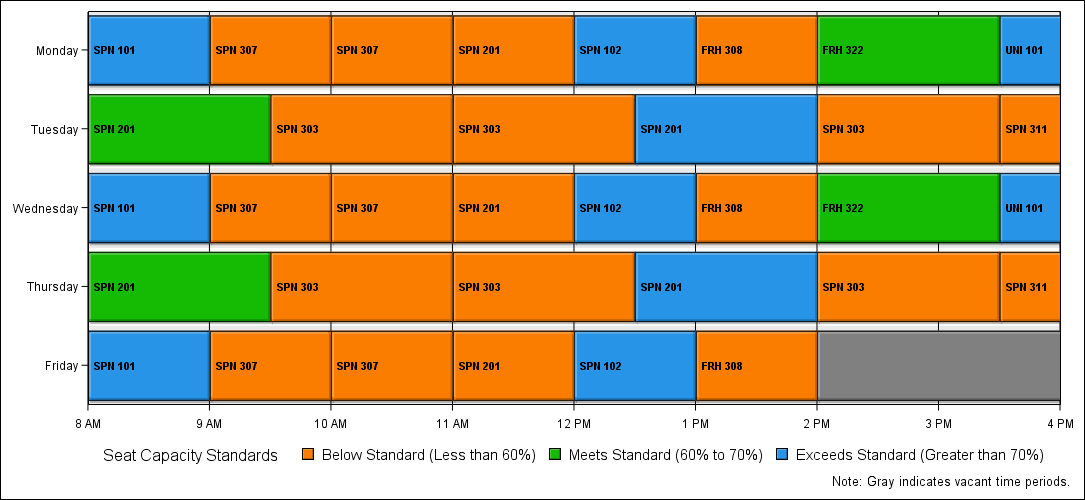 Monday SPN 101 SPN 307 SPN 307 SPN 201 SPN 102 FRH 308 FRH 322 UNI 101
Tuesday SPN 201 SPN 303 SPN 303 SPN 201 SPN 303 SPN 311
Wednesday SPN 101 SPN 307 SPN 307 SPN 201 SPN 102 FRH 308 FRH 322 UNI 101
Thursday SPN 201 SPN 303 SPN 303 SPN 201 SPN 303 SPN 311
Friday SPN 101 SPN 307 SPN 307 SPN 201 SPN 102 FRH 308
8 AM 9 AM 10 AM 11 AM 12 PM 1 PM 2 PM 3 PM 4 PM
Seat Capacity Standards Below Standard (Less than 60%) Meets Standard (60% to 70%) Exceeds Standard (Greater than 70%)
Note: Gray indicates vacant time periods.